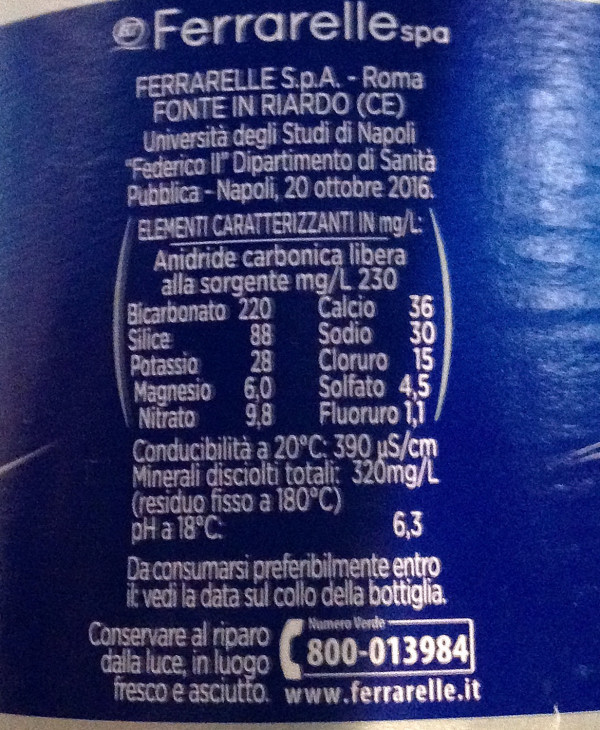 Ferrarelle spa
FERRARELLE S.p.A. - Roma
FONTE IN RIARDO (CE)
Università degli Studi di Napoli
"Federico II" Dipartimento di Sanità
Pubblica - Napoli, 20 ottobre 2016.
ELEMENTI CARATTERIZZANTI IN mg/L:
Anidride carbonica libera
alla sorgente mg/L 230
Bicarbonato 220 Calcio 36
Silice 88 Sodio 30
Potassio 28 Cloruro 15
Magnesio 6,0 Solfato 4,5
Nitrato 9,8 Fluoruro 1,1
Conducibilità a 20°C: 390 µS/cm
Minerali disciolti totali: 320mg/L
(residuo fisso a 180°C)
pH a 18°C: 6,3
Da consumarsi preferibilmente entro
il: vedi la data sul collo della bottiglia.
Conservare al riparo
dalla luce, in luogo
fresco e asciutto.
Numero Verde
800-013984
www.ferrarelle.it